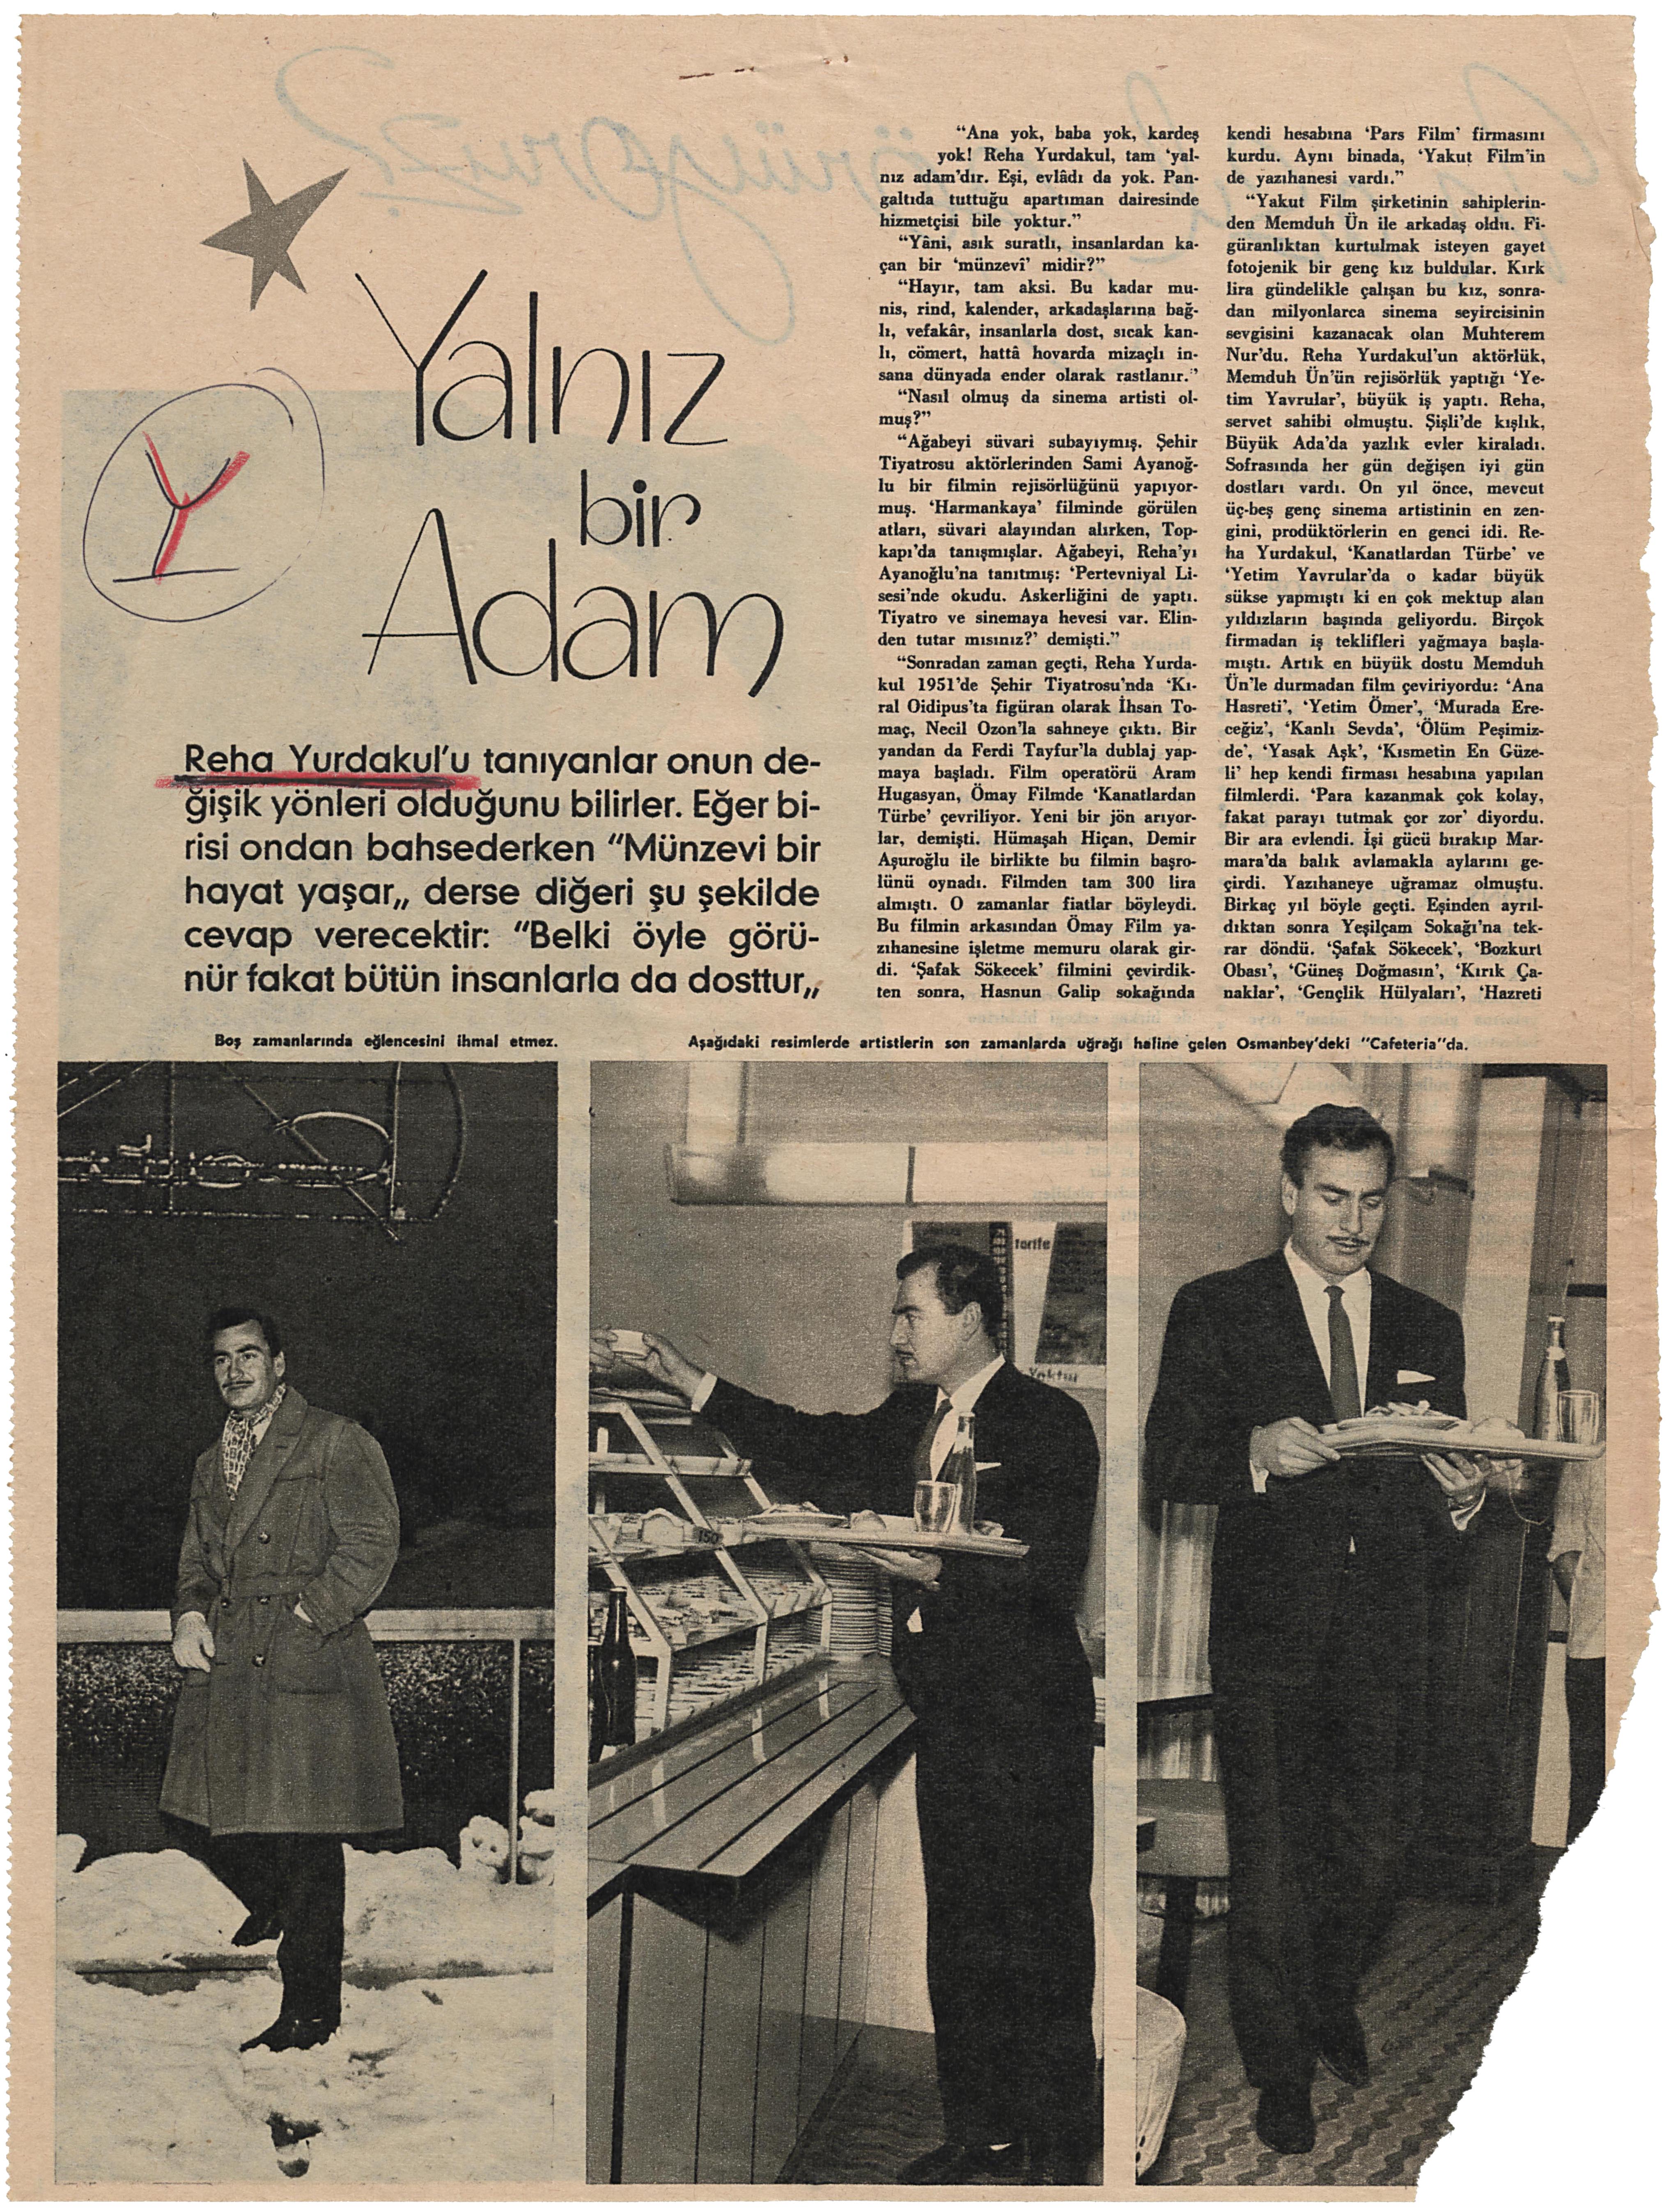 Y
Yalnız
bir
Adam
Reha Yurdakul'u tanıyanlar onun de-
ğişik yönleri olduğunu bilirler. Eğer bi-
risi ondan bahsederken “Münzevi bir
hayat yaşar„ derse diğeri şu şekilde
cevap verecektir: “Belki öyle görü-
nür fakat bütün insanlarla da dosttur„
“Ana yok, baba yok, kardeş
yok! Reha Yurdakul, tam ‘yal-
nız adam’dır. Eşi, evlâdı da yok. Pan-
galtıda tuttuğu apartıman dairesinde
hizmetçisi bile yoktur.”
“Yâni, asık suratlı, insanlardan ka-
çan bir ‘münzevî’ midir?”
“Hayır, tam aksi. Bu kadar mu-
nis, rind, kalender, arkadaşlarına bağ-
lı, vefakâr, insanlarla dost, sıcak kan-
lı, cömert, hattâ hovarda mizaçlı in-
sana dünyada ender olarak rastlanır.”
“Nasıl olmuş da sinema artisti ol-
muş?”
“Ağabeyi süvari subayıymış. Şehir
Tiyatrosu aktörlerinden Sami Ayanoğ-
lu bir filmin rejisörlüğünü yapıyor-
muş. ‘Harmankaya’ filminde görülen
atları, süvari alayından alırken, Top-
kapı’da tanışmışlar. Ağabeyi, Reha’yı
Ayanoğlu’na tanıtmış: ‘Pertevniyal Li-
sesi’nde okudu. Askerliğini de yaptı.
Tiyatro ve sinemaya hevesi var. Elin-
den tutar mısınız?’ demişti.”
“Sonradan zaman geçti, Reha Yurda-
kul 1951’de Şehir Tiyatrosu’nda ‘Kı-
ral Oidipus’ta figüran olarak İhsan To-
maç, Necil Ozon’la sahneye çıktı. Bir
yandan da Ferdi Tayfur’la dublaj yap-
maya başladı. Film operatörü Aram
Hugasyan, Ömay Filmde ‘Kanatlardan
Türbe’ çevriliyor. Yeni bir jön arıyor-
lar, demişti. Hümaşah Hiçan, Demir
Aşuroğlu ile birlikte bu filmin başro-
lünü oynadı. Filmden tam 300 lira
almıştı. O zamanlar fiatlar böyleydi.
Bu filmin arkasından Ömay Film ya-
zıhanesine işletme memuru olarak gir-
di. ‘Şafak Sökecek’ filmini çevirdik-
ten sonra, Hasnun Galip sokağında
kendi hesabına ‘Pars Film’ firmasını
kurdu. Aynı binada, ‘Yakut Film’in
de yazıhanesi vardı.”
“Yakut Film şirketinin sahiplerin-
den Memduh Ün ile arkadaş oldu. Fi-
güranlıktan kurtulmak isteyen gayet
fotojenik bir genç kız buldular. Kırk
lira gündelikle çalışan bu kız, sonra-
dan milyonlarca sinema seyircisinin
sevgisini kazanacak olan Muhterem
Nur’du. Reha Yurdakul’un aktörlük,
Memduh Ün’ün rejisörlük yaptığı ‘Ye-
tim Yavrular’, büyük iş yaptı. Reha,
servet sahibi olmuştu. Şişli’de kışlık,
Büyük Ada’da yazlık evler kiraladı.
Sofrasında her gün değişen iyi gün
dostları vardı. On yıl önce, mevcut
üç-beş genç sinema artistinin en zen-
gini, prodüktörlerin en genci idi. Re-
ha Yurdakul, ‘Kanatlardan Türbe’ ve
‘Yetim Yavrular’da o kadar büyük
sükse yapmıştı ki en çok mektup alan
yıldızların başında geliyordu. Birçok
firmadan iş teklifleri yağmaya başla-
mıştı. Artık en büyük dostu Memduh
Ün’le durmadan film çeviriyordu: ‘Ana
Hasreti’, ‘Yetim Ömer’, ‘Murada Ere-
ceğiz’, ‘Kanlı Sevda’, ‘Ölüm Peşimiz-
de’, ‘Yasak Aşk’, ‘Kısmetin En Güze-
li’ hep kendi firması hesabına yapılan
filmlerdi. ‘Para kazanmak çok kolay,
fakat parayı tutmak çor zor’ diyordu.
Bir ara evlendi. İşi gücü bırakıp Mar-
mara’da balık avlamakla aylarını ge-
çirdi. Yazıhaneye uğramaz olmuştu.
Birkaç yıl böyle geçti. Eşinden ayrıl-
dıktan sonra Yeşilçam Sokağı’na tek-
rar döndü. ‘Şafak Sökecek’, ‘Bozkurt
Obası’, ‘Güneş Doğmasın’, ‘Kırık Ça-
naklar’, ‘Gençlik Hülyaları’, ‘Hazreti
Boş zamanlarında eğlencesini ihmal etmez.
Aşağıdaki resimlerde artistlerin son zamanlarda uğrağı haline gelen Osmanbey’deki “Cafeteria”da.
tarife
150